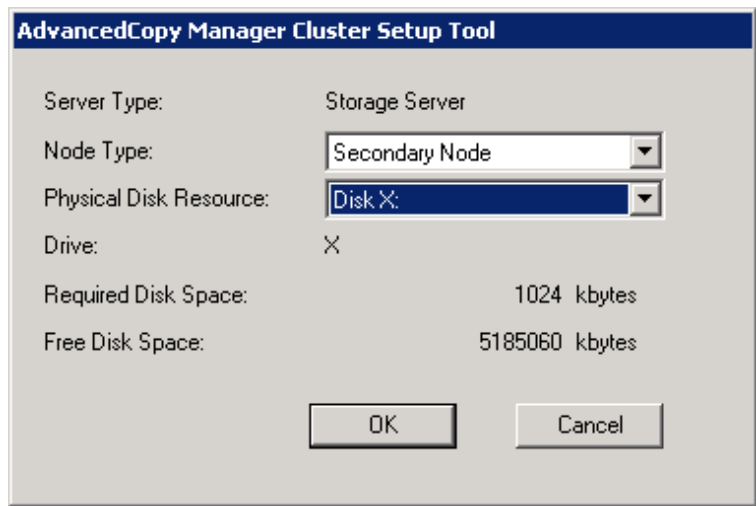 AdvancedCopy Manager Cluster Setup Tool
Server Type: Storage Server
Node Type: Secondary Node
Physical Disk Resource: Disk X:
Drive: X
Required Disk Space: 1024 kbytes
Free Disk Space: 5185060 kbytes
OK Cancel